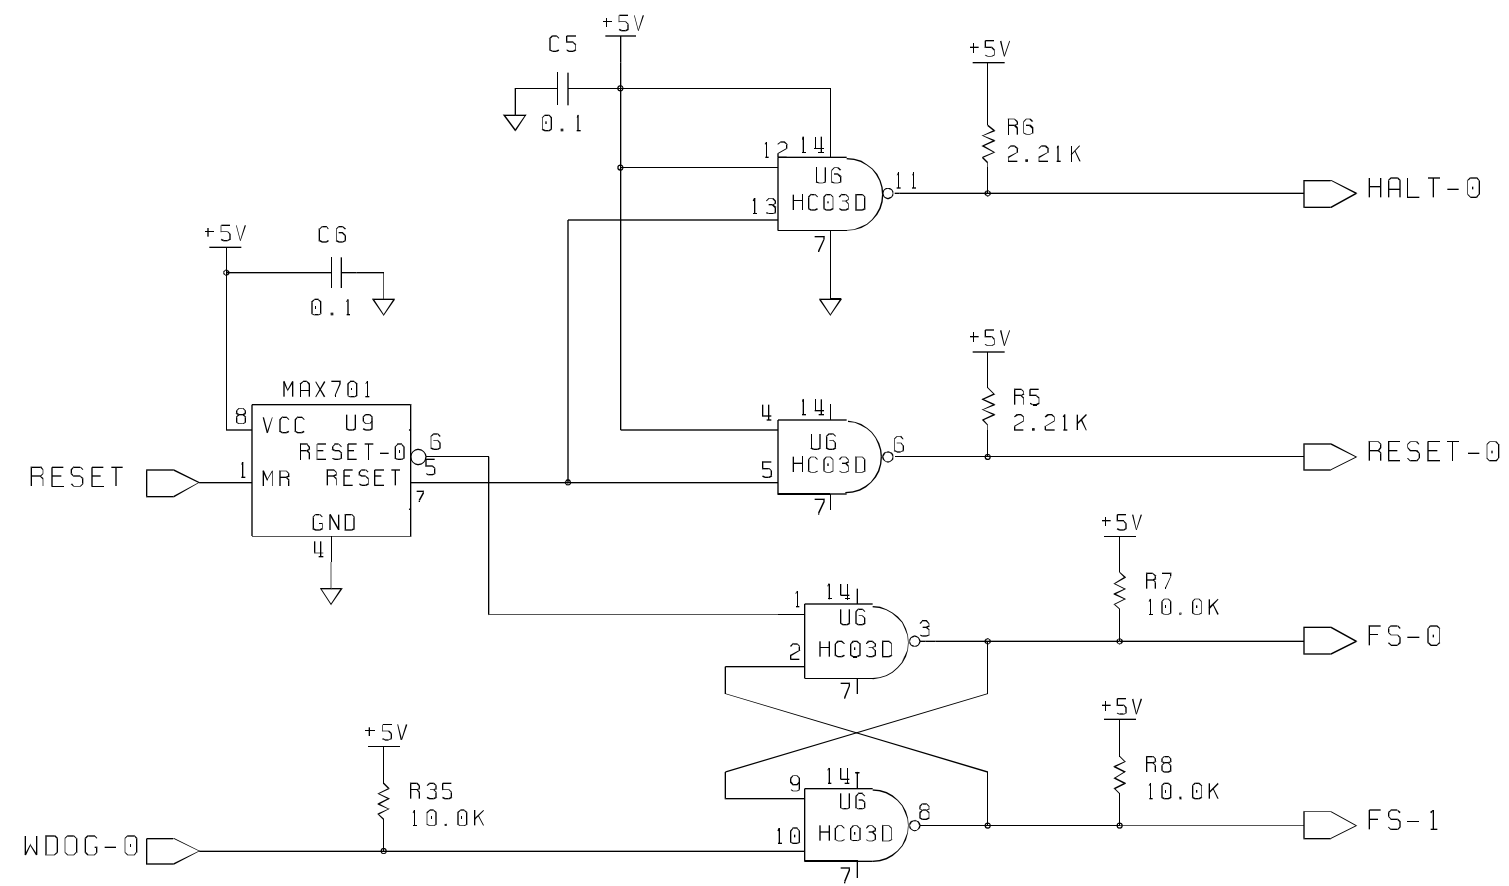 +5V
C5
0.1
+5V
R6
2.21K
12 14
U6
HC03D
11
13
7
HALT-0
+5V
C6
0.1
+5V
R5
2.21K
MAX701
8 VCC U9
RESET-0 6
RESET 1 MR RESET 5
7
GND
4
4 14
U6
HC03D
6
5
7
RESET-0
+5V
R7
10.0K
1 14
U6
HC03D
3
2
7
FS-0
+5V
R8
10.0K
9 14
U6
HC03D
8
10
7
FS-1
+5V
R35
10.0K
WDOG-0